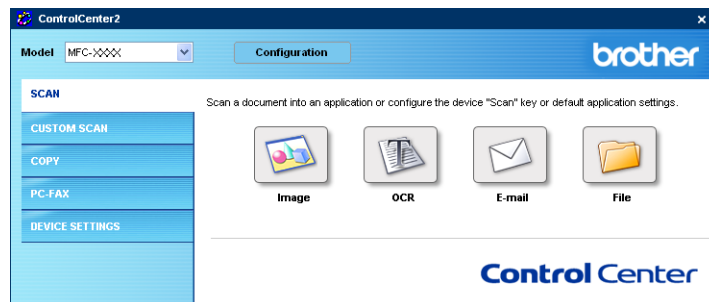 ControlCenter2
Model MFC-XXXX Configuration brother
SCAN
Scan a document into an application or configure the device "Scan" key or default application settings.
CUSTOM SCAN
COPY
PC-FAX
DEVICE SETTINGS
Image OCR E-mail File
Control Center